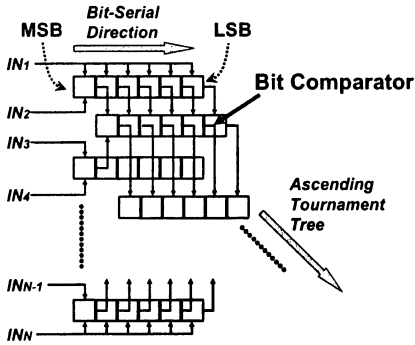 Bit-Serial
Direction
MSB
LSB
IN1
IN2
Bit Comparator
IN3
IN4
Ascending
Tournament
Tree
INN-1
INN